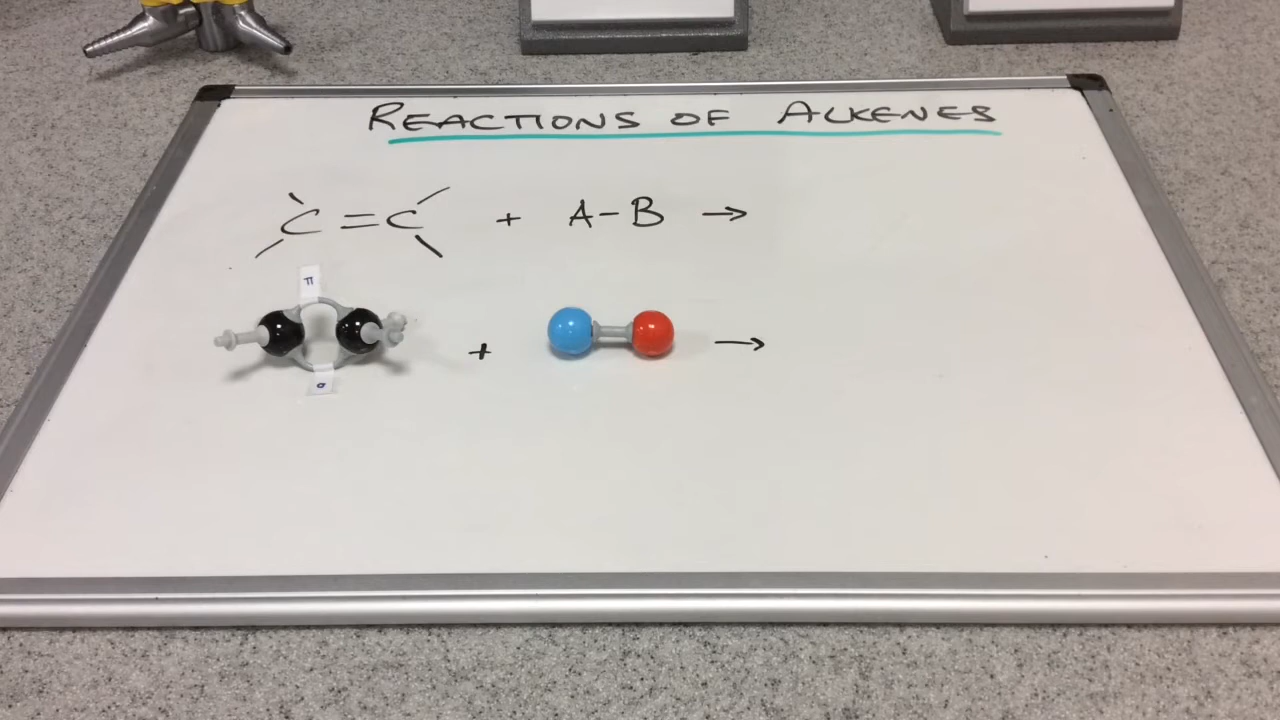 REACTIONS OF ALKENES
C=C + A-B →
π
+ →
σ